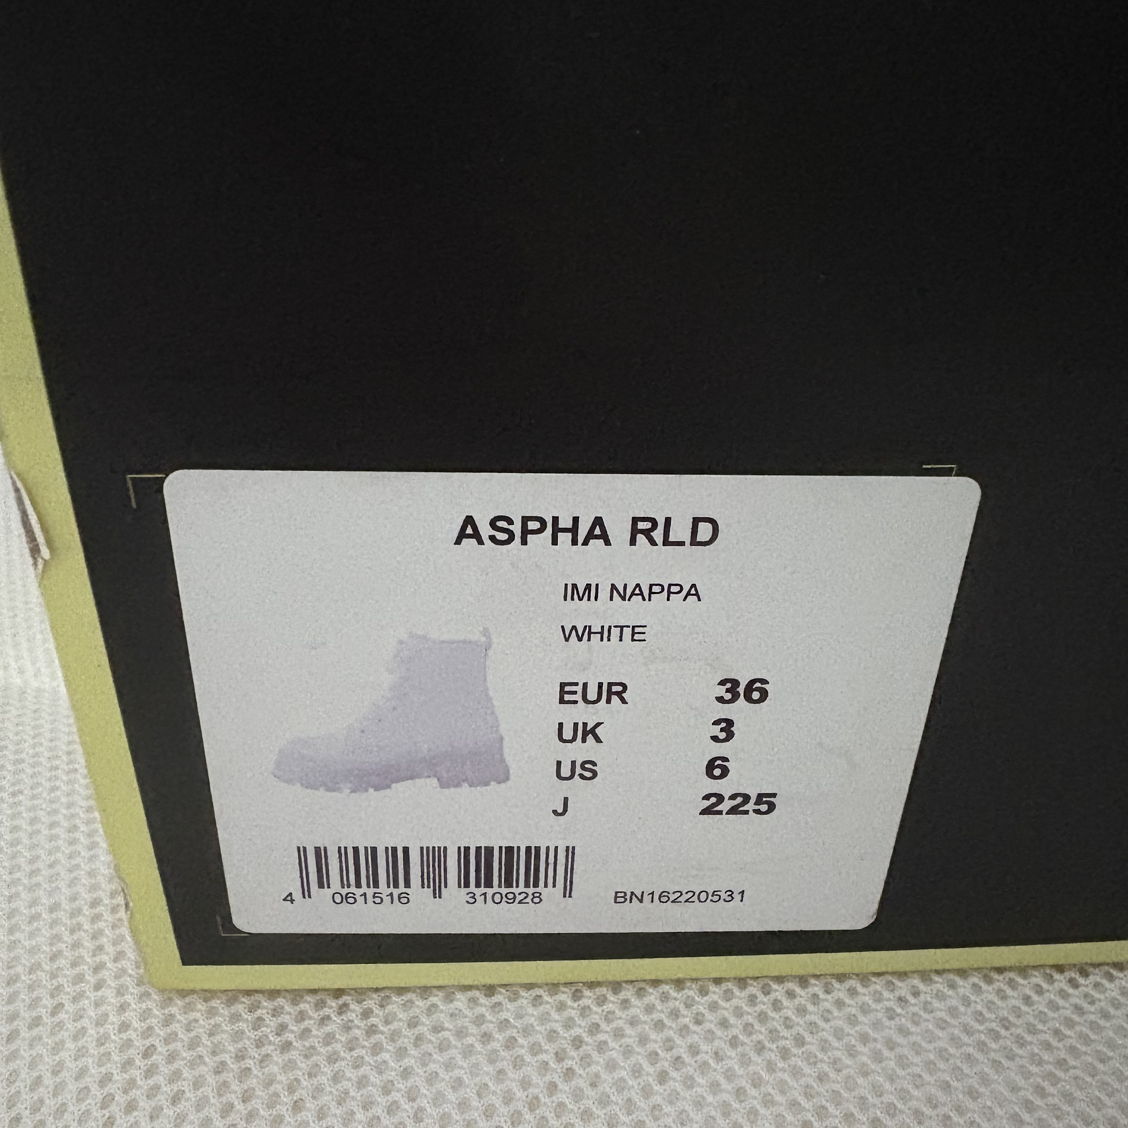 ASPHA RLD
IMI NAPPA
WHITE
EUR 36
UK 3
US 6
J 225
4 061516 310928
BN16220531